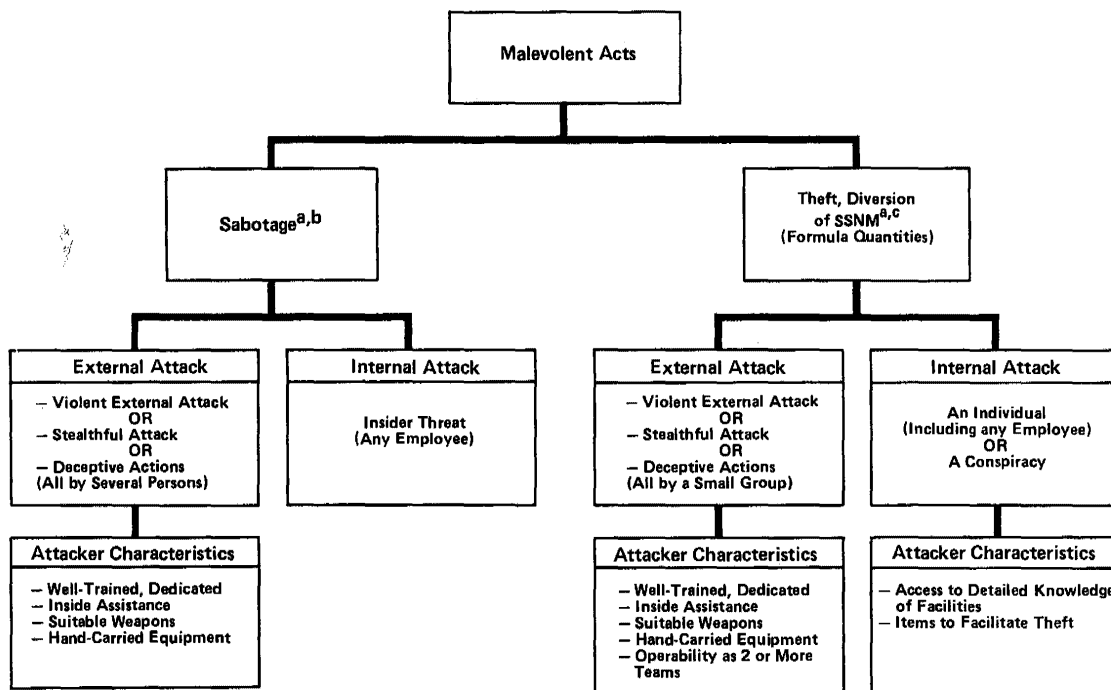 Malevolent Acts
Sabotagea,b
Theft, Diversion
of SSNMa,c
(Formula Quantities)
External Attack
— Violent External Attack
OR
— Stealthful Attack
OR
— Deceptive Actions
(All by Several Persons)
Internal Attack
Insider Threat
(Any Employee)
External Attack
— Violent External Attack
OR
— Stealthful Attack
OR
— Deceptive Actions
(All by a Small Group)
Internal Attack
An Individual
(Including any Employee)
OR
A Conspiracy
Attacker Characteristics
— Well-Trained, Dedicated
— Inside Assistance
— Suitable Weapons
— Hand-Carried Equipment
Attacker Characteristics
— Well-Trained, Dedicated
— Inside Assistance
— Suitable Weapons
— Hand-Carried Equipment
— Operability as 2 or More
Teams
Attacker Characteristics
— Access to Detailed Knowledge
of Facilities
— Items to Facilitate Theft